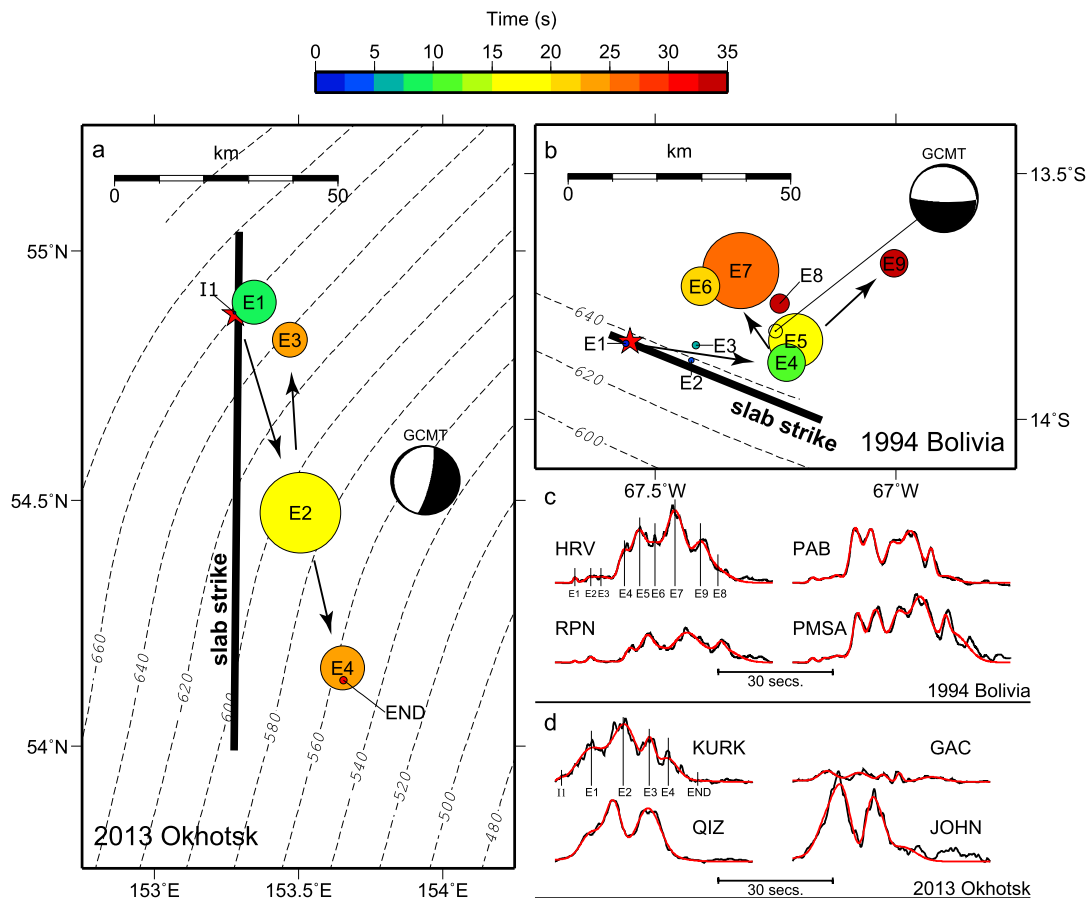 Time (s)
0 5 10 15 20 25 30 35
a
km
0 50
55˚N
54.5˚N
54˚N
I1
E1
E3
E2
GCMT
E4
END
slab strike
660
640
620
600
580
560
540
520
500
480
2013 Okhotsk
153˚E 153.5˚E 154˚E
b
km
0 50
GCMT
13.5˚S
14˚S
E7
E6
E8
E9
E5
E4
E1
E3
E2
640
620
600
slab strike
1994 Bolivia
67.5˚W 67˚W
c
HRV
E1 E2 E3 E4 E5 E6 E7 E9 E8
PAB
RPN
PMSA
30 secs.
1994 Bolivia
d
KURK
I1 E1 E2 E3 E4 END
GAC
QIZ
JOHN
30 secs.
2013 Okhotsk